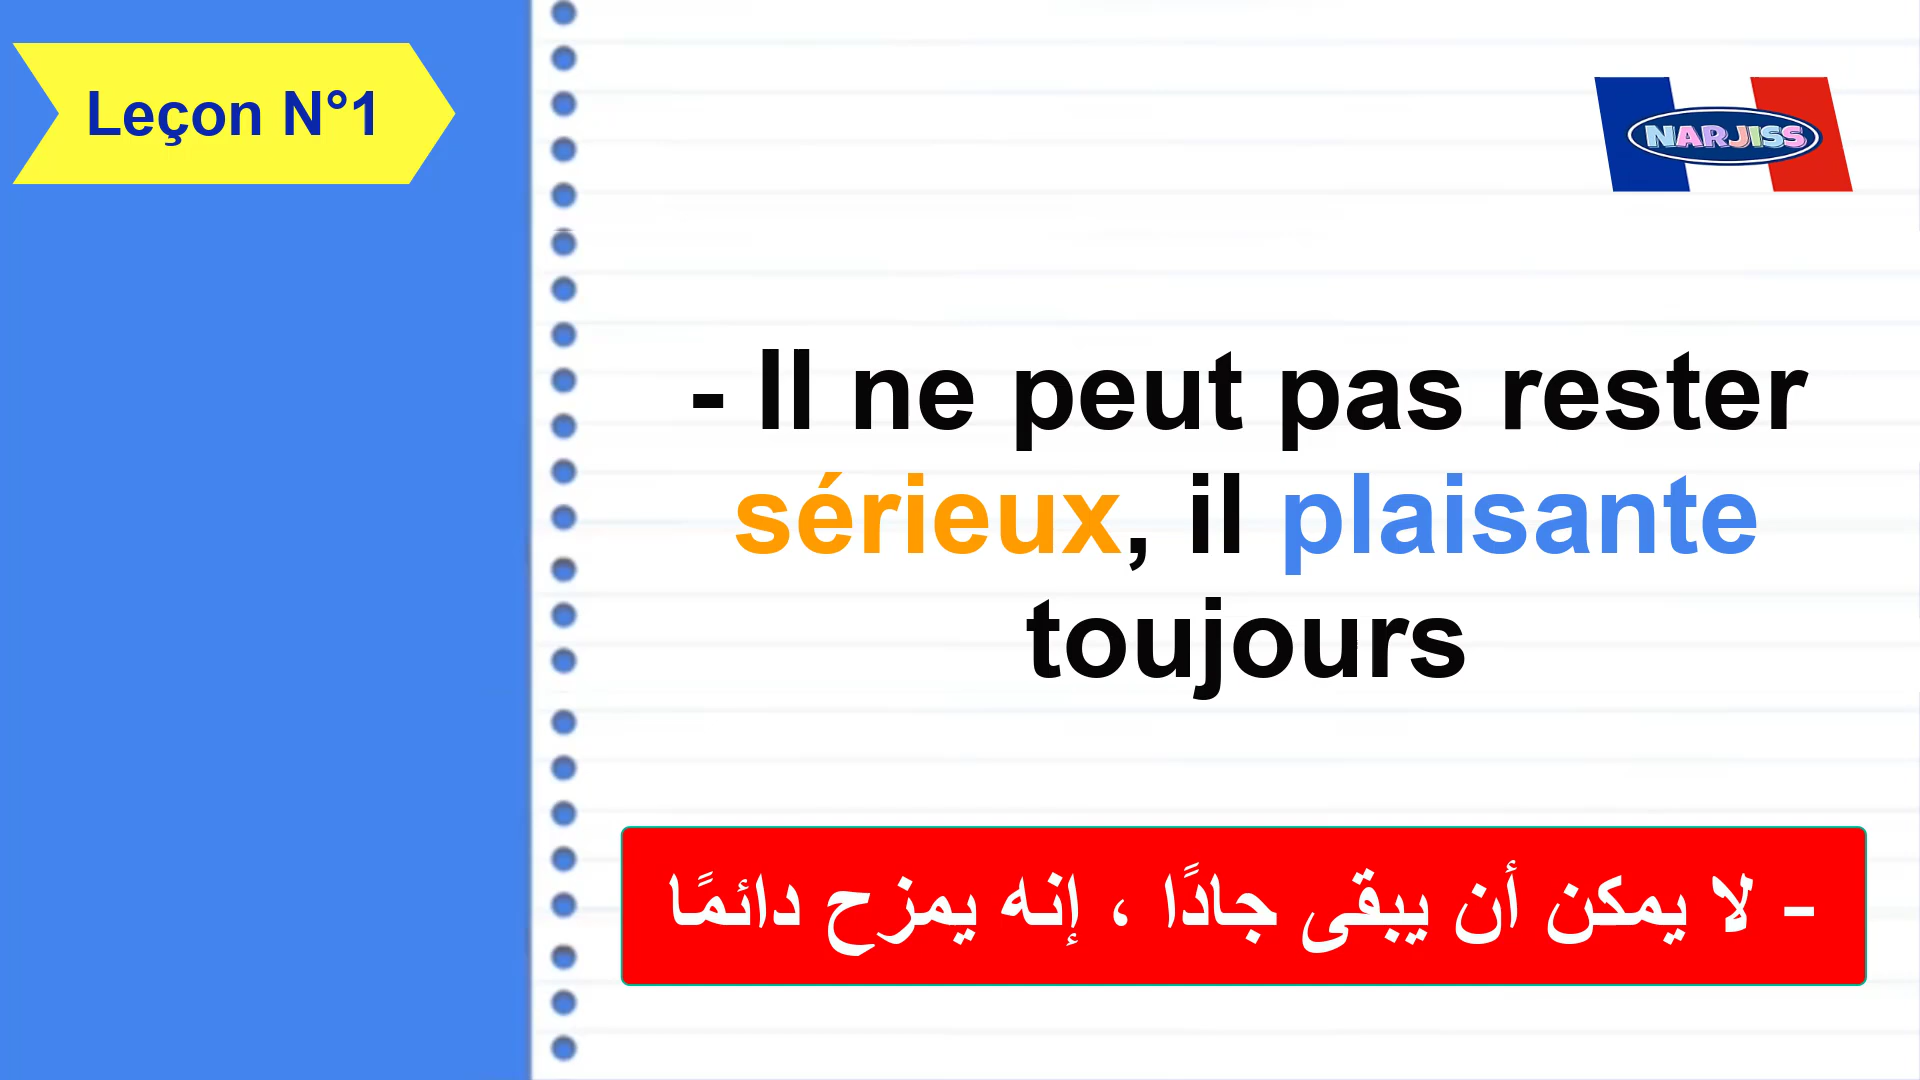 Leçon N°1
NARJISS
- Il ne peut pas rester
sérieux, il plaisante
toujours
- لا يمكن أن يبقى جادًا ، إنه يمزح دائمًا